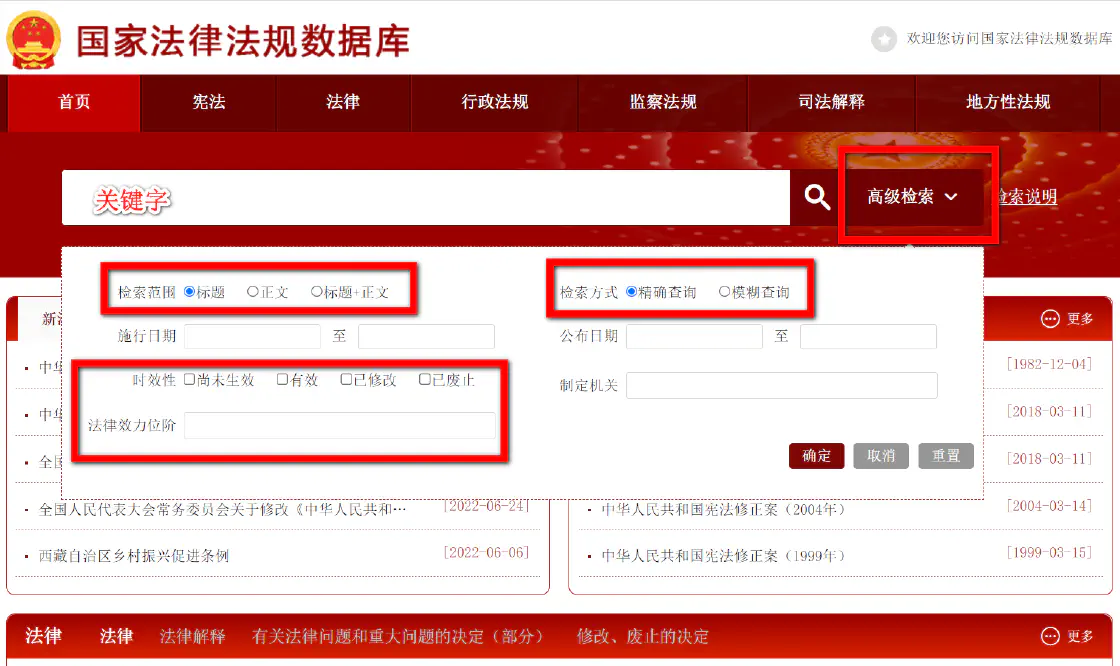 国家法律法规数据库
欢迎您访问国家法律法规数据库
首页 宪法 法律 行政法规 监察法规 司法解释 地方性法规
关键字 高级检索 检索说明
检索范围 标题 正文 标题+正文 检索方式 精确查询 模糊查询
更多
施行日期 至 公布日期 至
中 [1982-12-04]
时效性 尚未生效 有效 已修改 已废止
制定机关
中 [2018-03-11]
法律效力位阶
确定 取消 重置
全国 [2018-03-11]
全国人民代表大会常务委员会关于修改《中华人民共和… [2022-06-24] 中华人民共和国宪法修正案（2004年） [2004-03-14]
西藏自治区乡村振兴促进条例 [2022-06-06] 中华人民共和国宪法修正案（1999年） [1999-03-15]
法律 法律 法律解释 有关法律问题和重大问题的决定（部分） 修改、废止的决定 更多